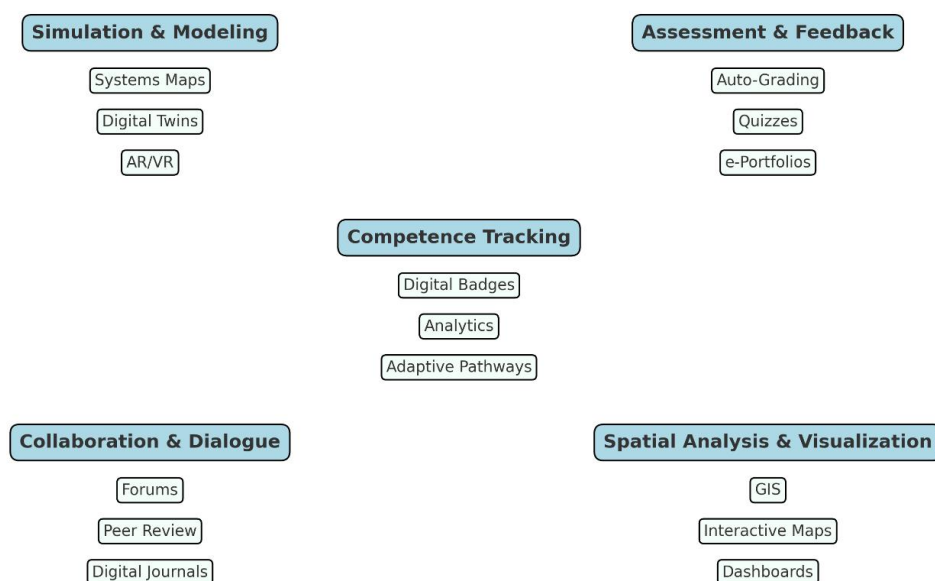 Simulation & Modeling
Systems Maps
Digital Twins
AR/VR
Assessment & Feedback
Auto-Grading
Quizzes
e-Portfolios
Competence Tracking
Digital Badges
Analytics
Adaptive Pathways
Collaboration & Dialogue
Forums
Peer Review
Digital Journals
Spatial Analysis & Visualization
GIS
Interactive Maps
Dashboards